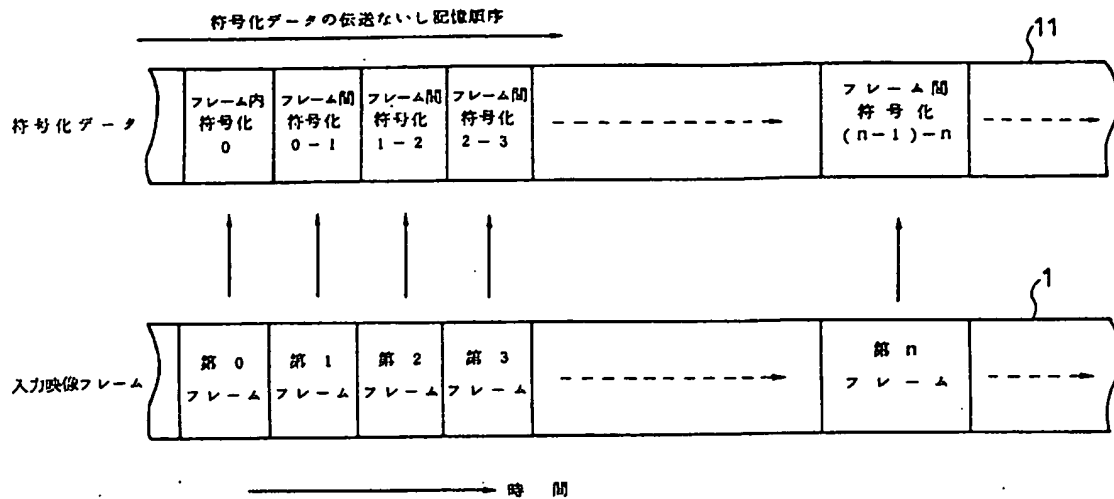 符号化データの伝送ないし記憶順序
11
符号化データ
フレーム内
符号化
0
フレーム間
符号化
0-1
フレーム間
符号化
1-2
フレーム間
符号化
2-3
フレーム間
符号化
(n-1)-n
1
入力映像フレーム
第0
フレーム
第1
フレーム
第2
フレーム
第3
フレーム
第n
フレーム
時間